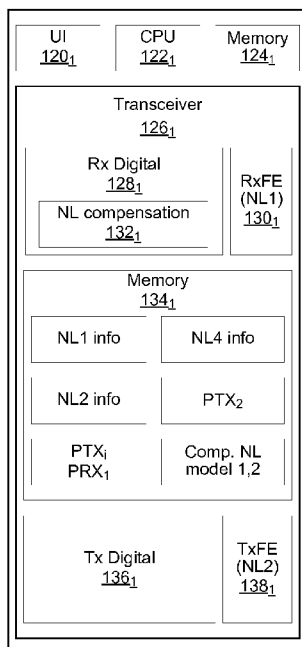 UI
120₁
CPU
122₁
Memory
124₁
Transceiver
126₁
Rx Digital
128₁
NL compensation
132₁
RxFE
(NL1)
130₁
Memory
134₁
NL1 info
NL4 info
NL2 info
PTX₂
PTXᵢ
PRX₁
Comp. NL
model 1,2
Tx Digital
136₁
TxFE
(NL2)
138₁